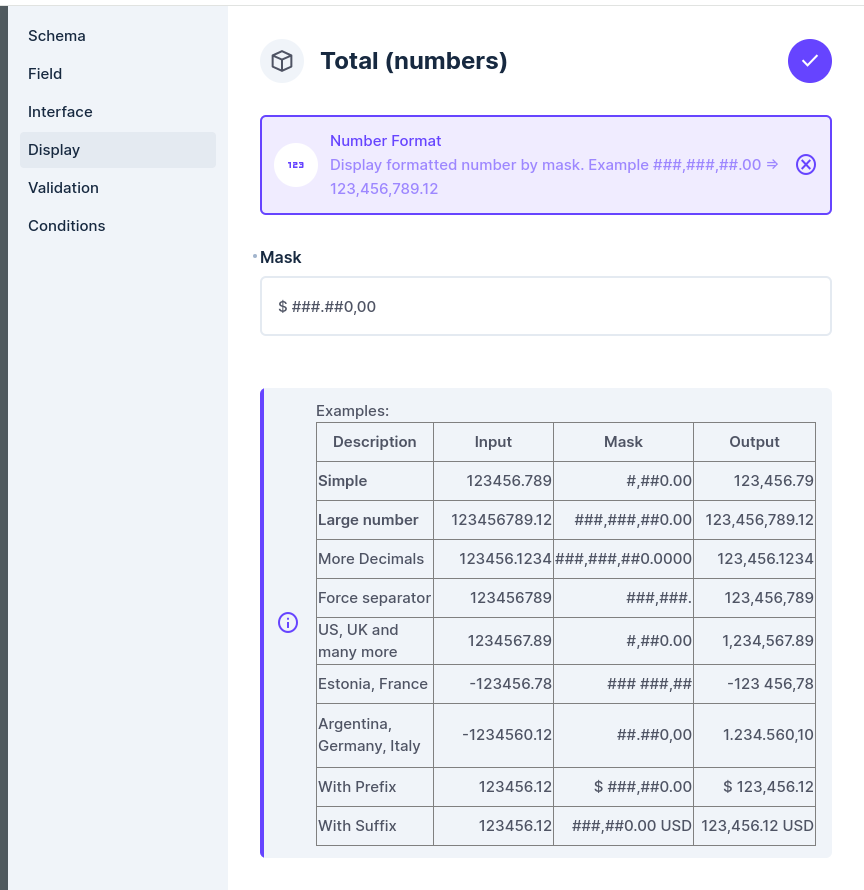 Schema
Field
Interface
Display
Validation
Conditions
Total (numbers)
123
Number Format
Display formatted number by mask. Example ###,###,##.00 =>
123,456,789.12
* Mask
$ ###.##0,00
Examples:
Description Input Mask Output
Simple 123456.789 #,##0.00 123,456.79
Large number 123456789.12 ###,###,##0.00 123,456,789.12
More Decimals 123456.1234 ###,###,##0.0000 123,456.1234
Force separator 123456789 ###,###. 123,456,789
US, UK and
many more 1234567.89 #,##0.00 1,234,567.89
Estonia, France -123456.78 ### ###,## -123 456,78
Argentina,
Germany, Italy -1234560.12 ##.##0,00 1.234.560,10
With Prefix 123456.12 $ ###,##0.00 $ 123,456.12
With Suffix 123456.12 ###,##0.00 USD 123,456.12 USD